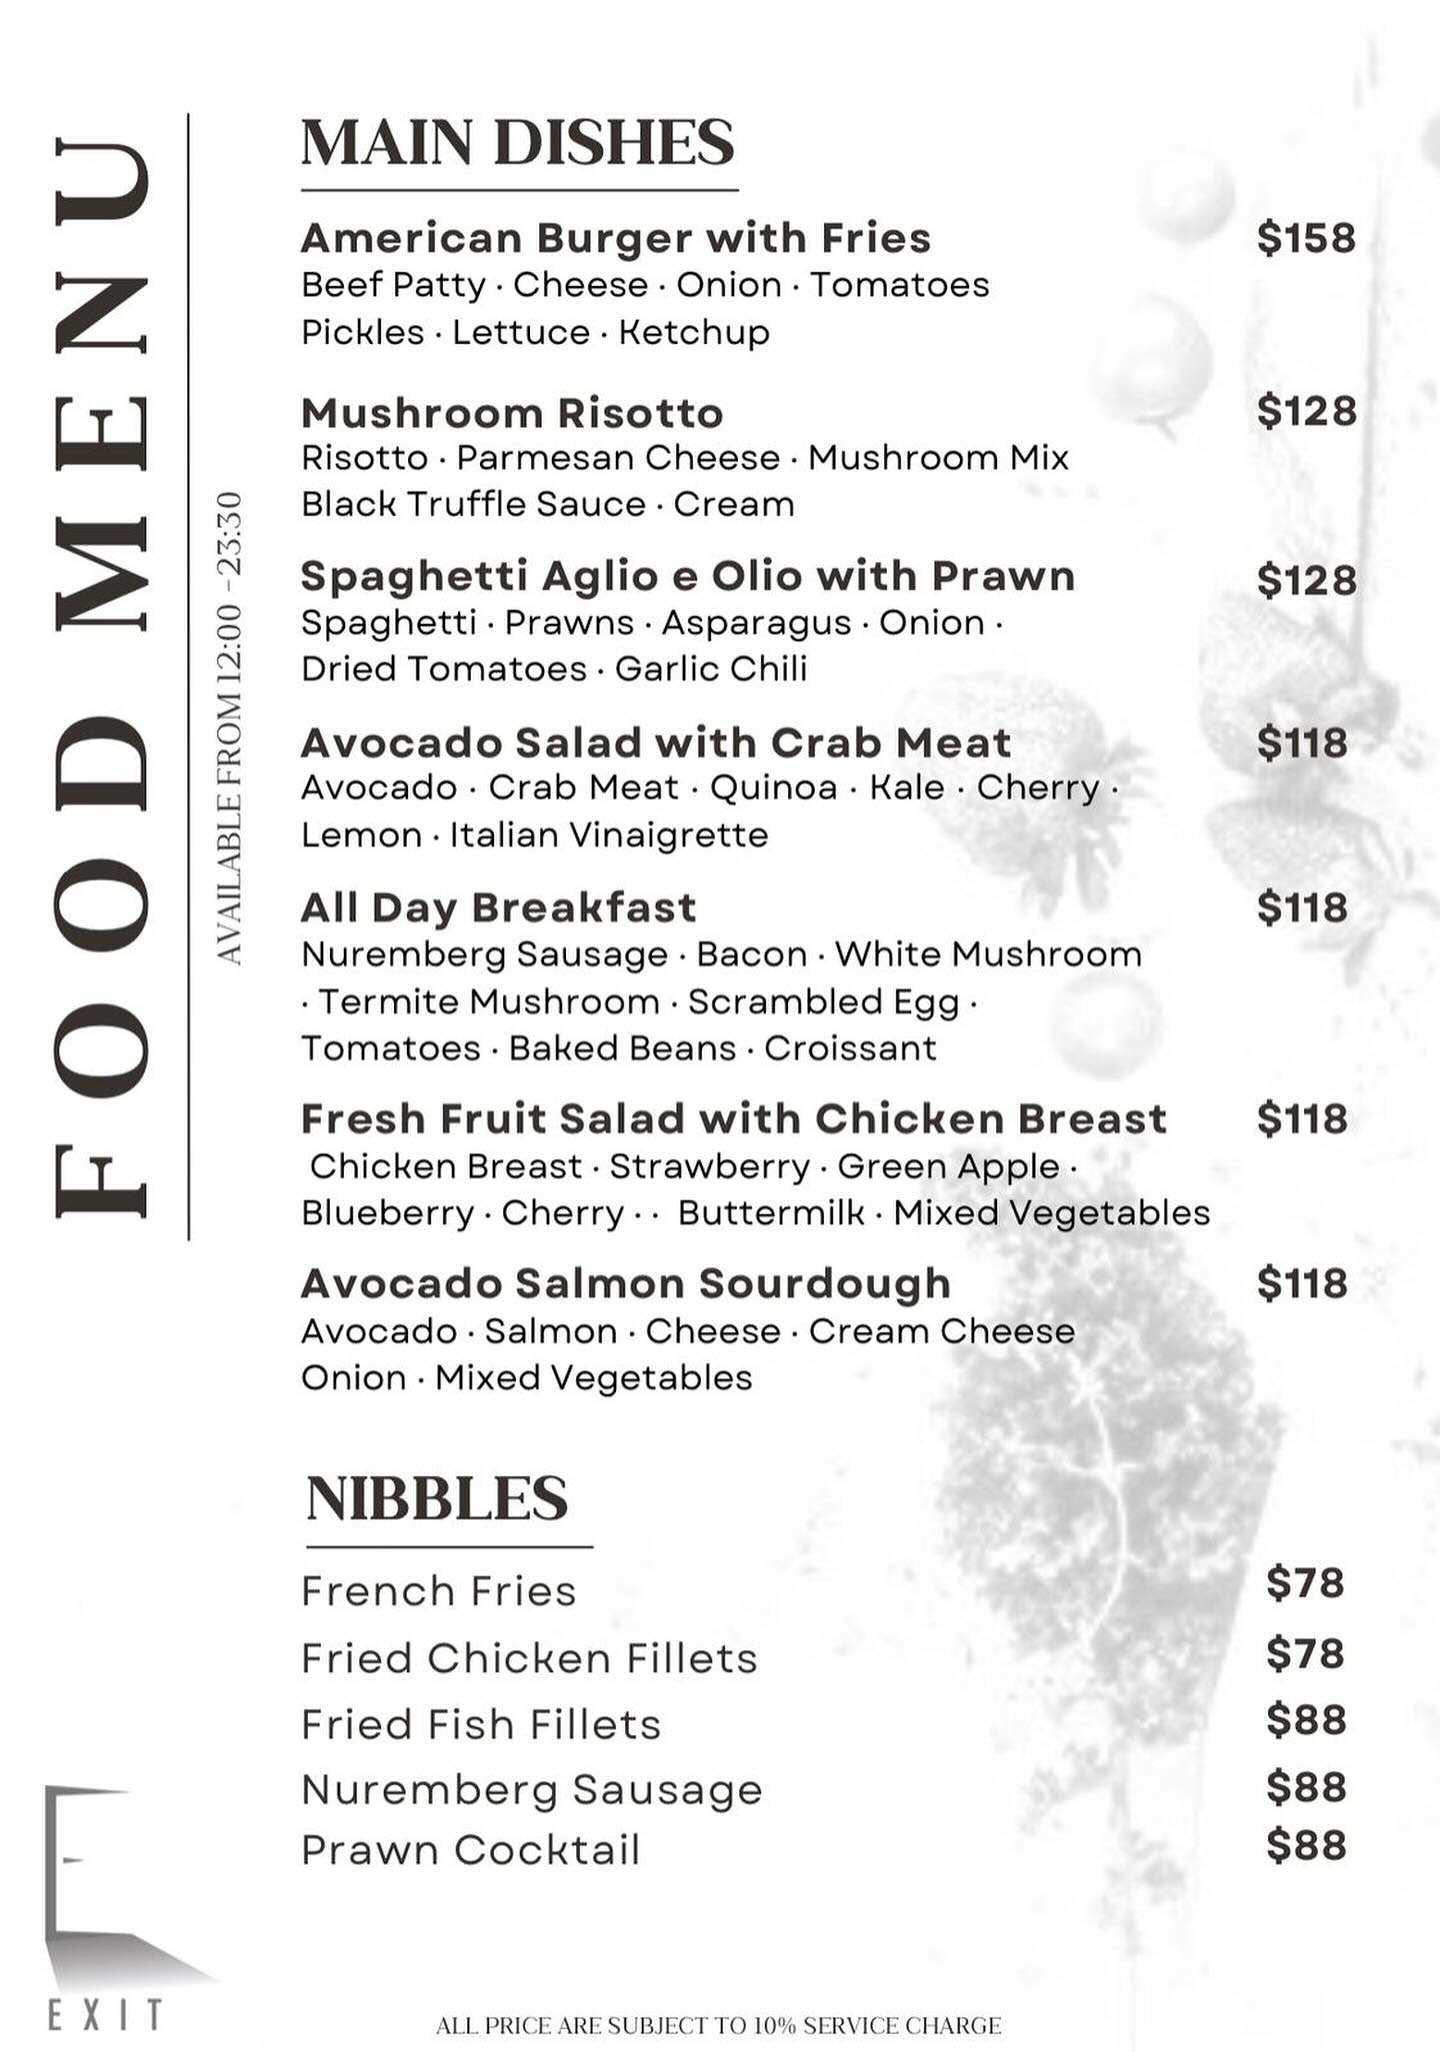 FOOD MENU
AVAILABLE FROM 12:00 -23:30
MAIN DISHES
American Burger with Fries $158
Beef Patty · Cheese · Onion · Tomatoes
Pickles · Lettuce · Ketchup
Mushroom Risotto $128
Risotto · Parmesan Cheese · Mushroom Mix
Black Truffle Sauce · Cream
Spaghetti Aglio e Olio with Prawn $128
Spaghetti · Prawns · Asparagus · Onion ·
Dried Tomatoes · Garlic Chili
Avocado Salad with Crab Meat $118
Avocado · Crab Meat · Quinoa · Kale · Cherry ·
Lemon · Italian Vinaigrette
All Day Breakfast $118
Nuremberg Sausage · Bacon · White Mushroom
· Termite Mushroom · Scrambled Egg ·
Tomatoes · Baked Beans · Croissant
Fresh Fruit Salad with Chicken Breast $118
Chicken Breast · Strawberry · Green Apple ·
Blueberry · Cherry · · Buttermilk · Mixed Vegetables
Avocado Salmon Sourdough $118
Avocado · Salmon · Cheese · Cream Cheese
Onion · Mixed Vegetables
NIBBLES
French Fries $78
Fried Chicken Fillets $78
Fried Fish Fillets $88
Nuremberg Sausage $88
Prawn Cocktail $88
EXIT
ALL PRICE ARE SUBJECT TO 10% SERVICE CHARGE